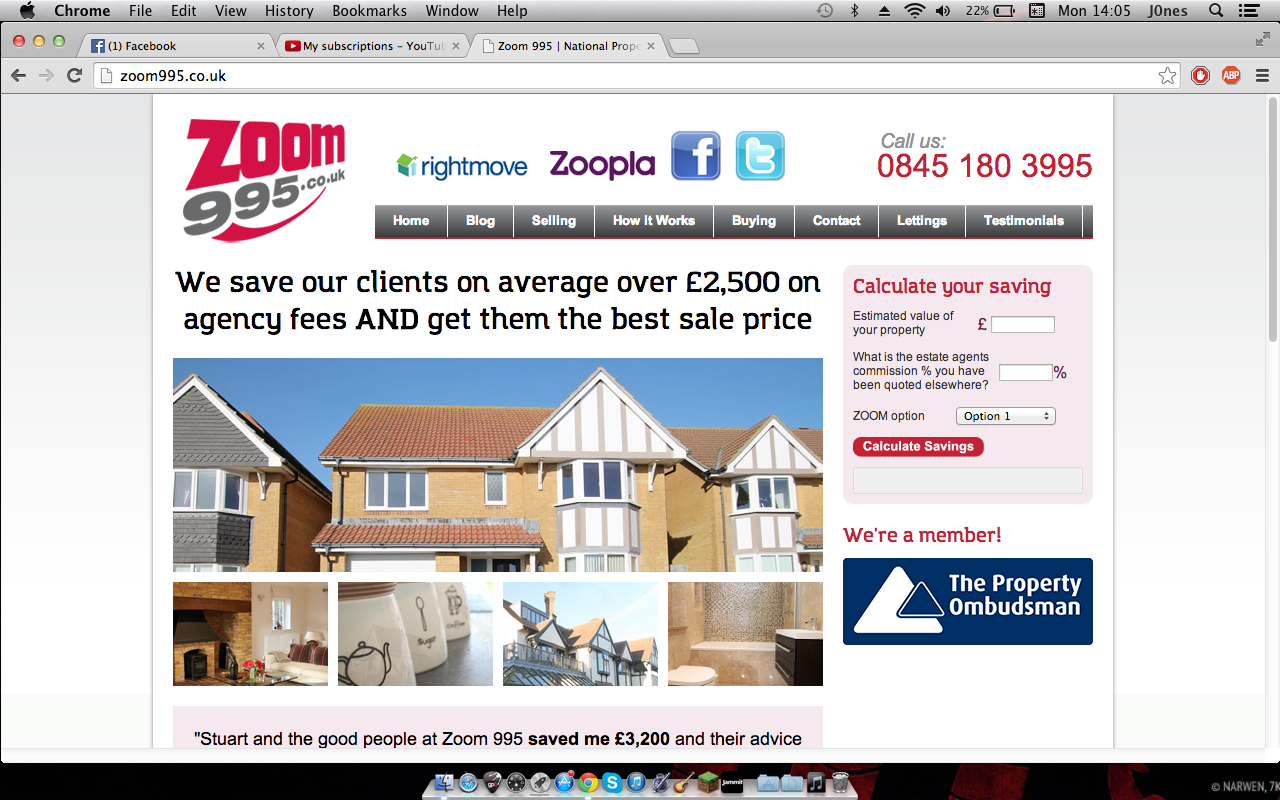 Chrome File Edit View History Bookmarks Window Help 22% Mon 14:05 J0nes
(1) Facebook My subscriptions - YouTub Zoom 995 | National Prope
zoom995.co.uk ABP
ZOOM
995.co.uk
rightmove Zoopla f t
Call us:
0845 180 3995
Home Blog Selling How it Works Buying Contact Lettings Testimonials
We save our clients on average over £2,500 on
agency fees AND get them the best sale price
Calculate your saving
Estimated value of
your property £
What is the estate agents
commission % you have
been quoted elsewhere? %
ZOOM option Option 1
Calculate Savings
We're a member!
The Property
Ombudsman
Sugar
"Stuart and the good people at Zoom 995 saved me £3,200 and their advice
Jammit
© NARWEN, 7K